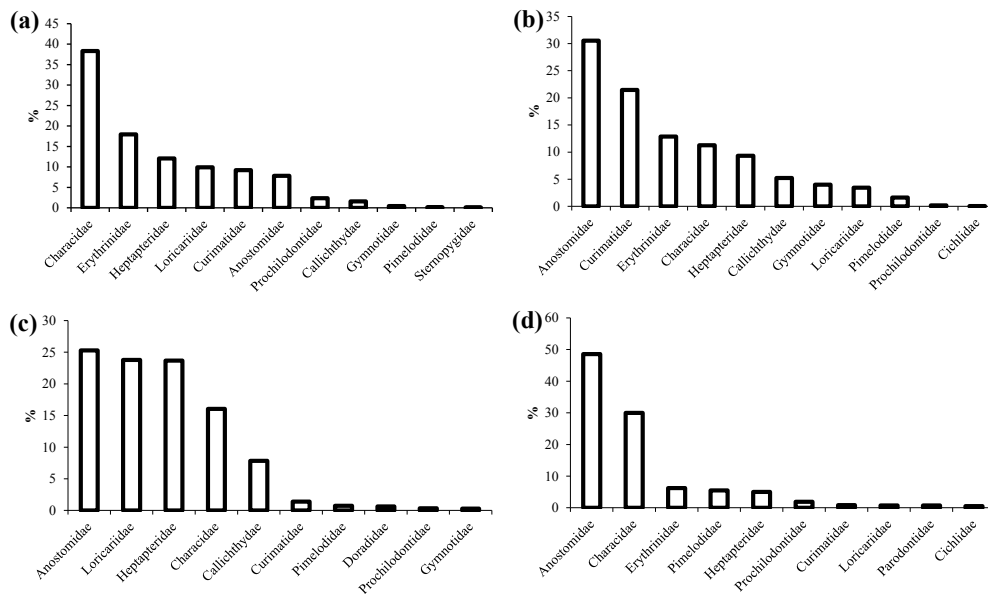 (a)
45
40
35
30
25
20
15
10
5
0
%
Characidae
Erythrinidae
Heptapteridae
Loricariidae
Curimatidae
Anostomidae
Prochilodontidae
Callichthydae
Gymnotidae
Pimelodidae
Sternopygidae
(b)
35
30
25
20
15
10
5
0
%
Anostomidae
Curimatidae
Erythrinidae
Characidae
Heptapteridae
Callichthydae
Gymnotidae
Loricariidae
Pimelodidae
Prochilodontidae
Cichlidae
(c)
30
25
20
15
10
5
0
%
Anostomidae
Loricariidae
Heptapteridae
Characidae
Callichthydae
Curimatidae
Pimelodidae
Doradidae
Prochilodontidae
Gymnotidae
(d)
60
50
40
30
20
10
0
%
Anostomidae
Characidae
Erythrinidae
Pimelodidae
Heptapteridae
Prochilodontidae
Curimatidae
Loricariidae
Parodontidae
Cichlidae